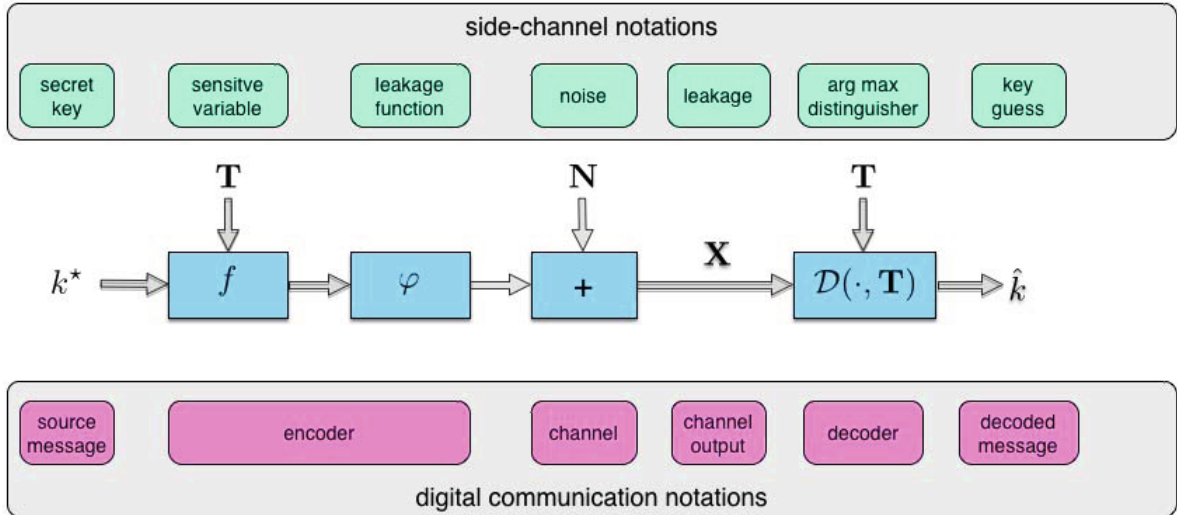 side-channel notations
secret
key
sensitve
variable
leakage
function
noise
leakage
arg max
distinguisher
key
guess
T
N
T
k⋆
f
φ
+
X
𝒟(·, T)
k̂
source
message
encoder
channel
channel
output
decoder
decoded
message
digital communication notations